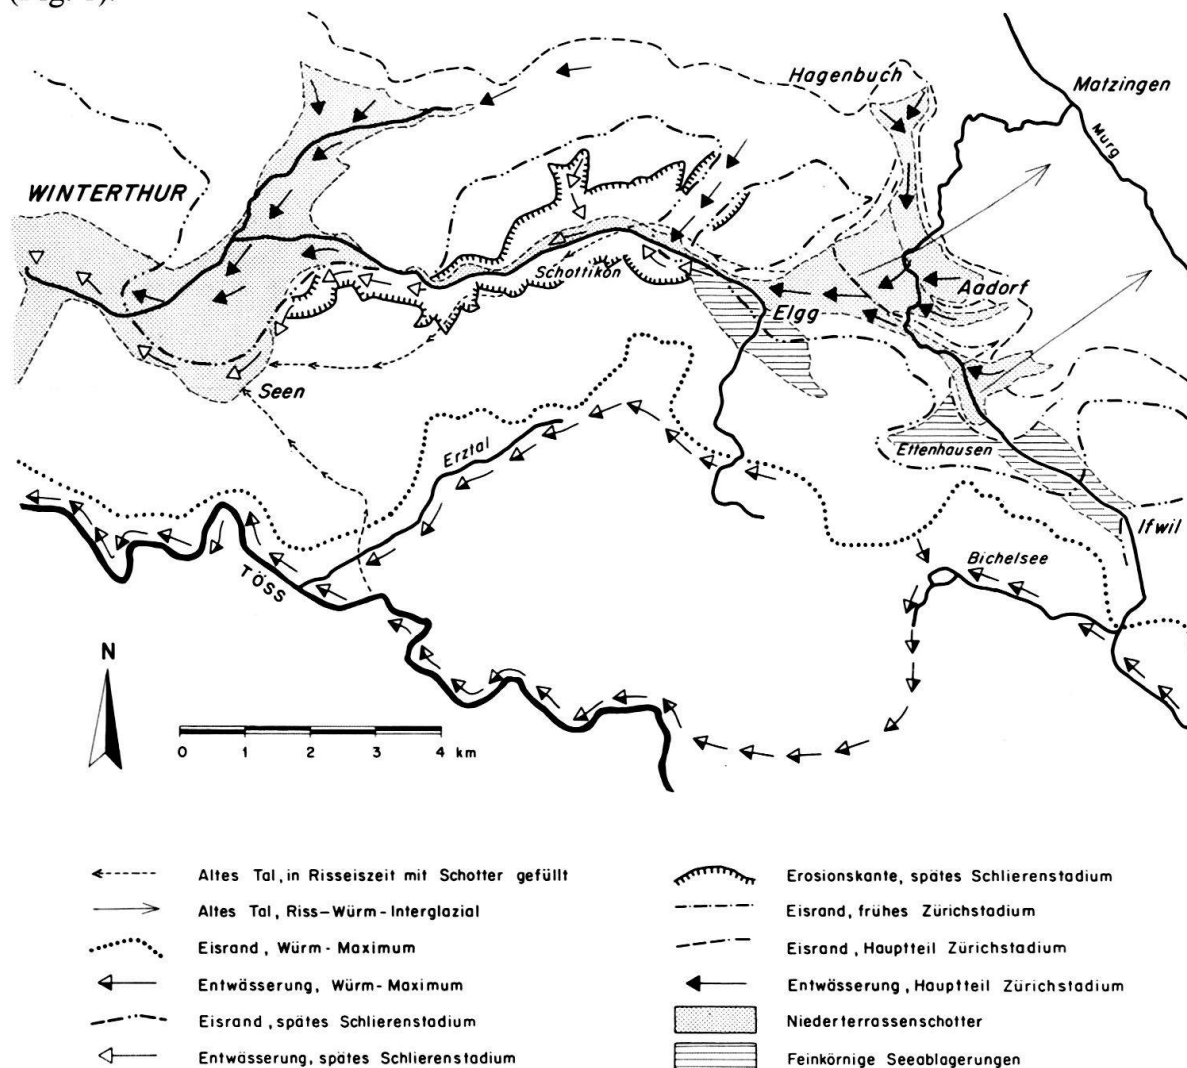 (Fig. 1).
Hagenbuch
Matzingen
Murg
WINTERTHUR
Schottikon
Aadorf
Elgg
Seen
Erztal
Ettenhausen
Ifwil
Bichelsee
TÖSS
N
0 1 2 3 4 km
Altes Tal, in Risseiszeit mit Schotter gefüllt
Altes Tal, Riss-Würm-Interglazial
Eisrand, Würm-Maximum
Entwässerung, Würm-Maximum
Eisrand, spätes Schlierenstadium
Entwässerung, spätes Schlierenstadium
Erosionskante, spätes Schlierenstadium
Eisrand, frühes Zürichstadium
Eisrand, Hauptteil Zürichstadium
Entwässerung, Hauptteil Zürichstadium
Niederterrassenschotter
Feinkörnige Seeablagerungen